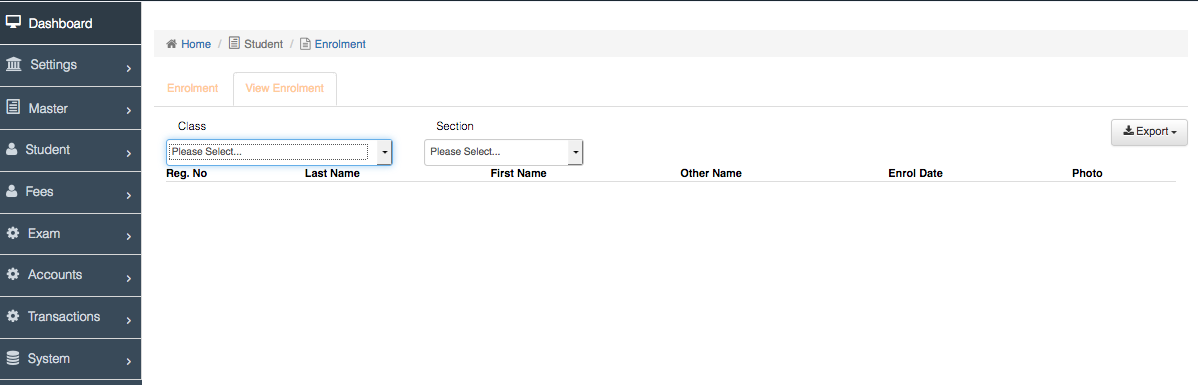 Dashboard
Settings
Master
Student
Fees
Exam
Accounts
Transactions
System
Home / Student / Enrolment
Enrolment View Enrolment
Class Section
Export
Please Select... Please Select...
Reg. No Last Name First Name Other Name Enrol Date Photo